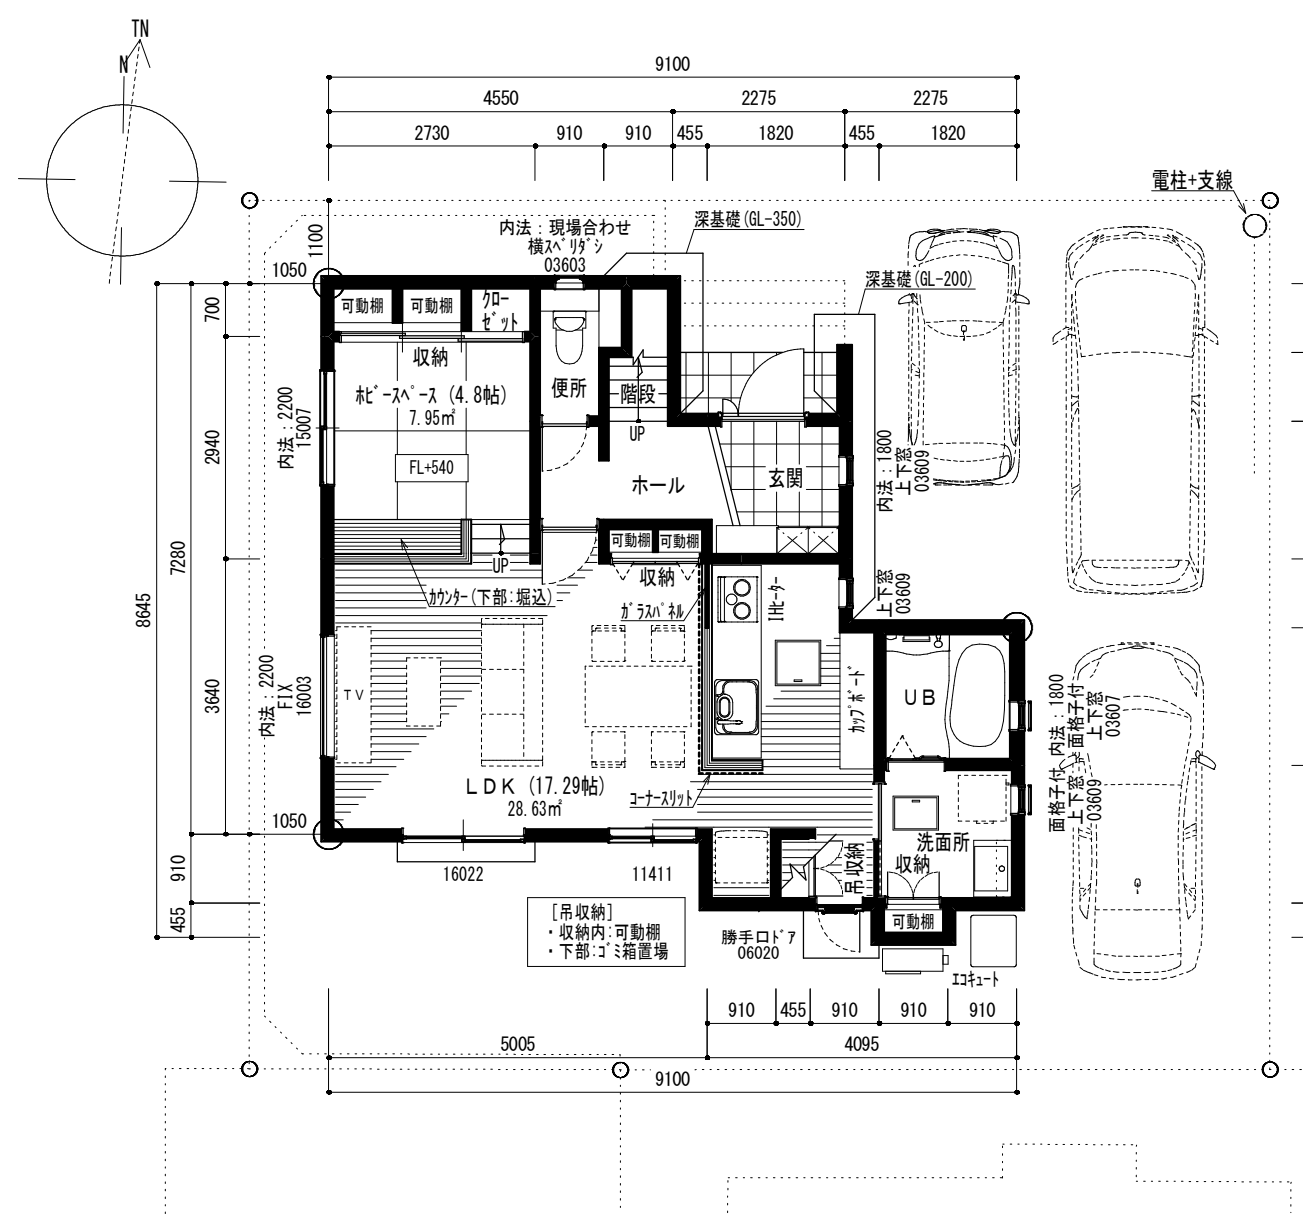 TN
N
9100
4550
2275
2275
2730
910
910
455
1820
455
1820
電柱+支線
1100
1050
内法：現場合わせ
横スベリダシ
03603
深基礎(GL-350)
深基礎(GL-200)
可動棚
可動棚
クロー
ゼット
収納
ホビースペース (4.8帖)
7.95㎡
FL+540
便所
階段
UP
ホール
玄関
内法：2200
15007
内法：1800
上下窓
03609
700
2940
7280
8645
3640
910
455
UP
可動棚
可動棚
収納
カウンター(下部:堀込)
ガラスパネル
IHヒーター
上下窓
03609
内法：2200
FIX
16003
TV
カップボード
UB
内法：1800
面格子付
上下窓
03607
面格子付
上下窓
03609
LDK (17.29帖)
28.63㎡
コーナースリット
1050
16022
11411
吊収納
洗面所
収納
可動棚
[吊収納]
・収納内:可動棚
・下部:ゴミ箱置場
勝手口ドア
06020
エコキュート
910
455
910
910
910
5005
4095
9100